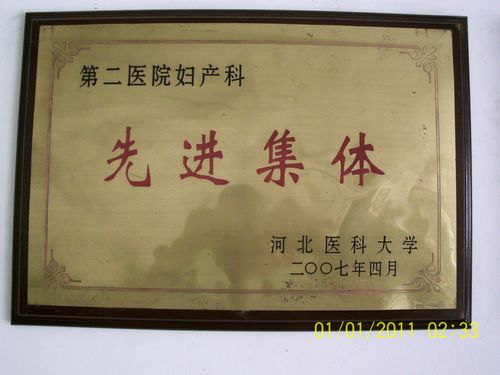 第二医院妇产科
先进集体
河北医科大学
二〇〇七年四月
01/01/2011 02:33